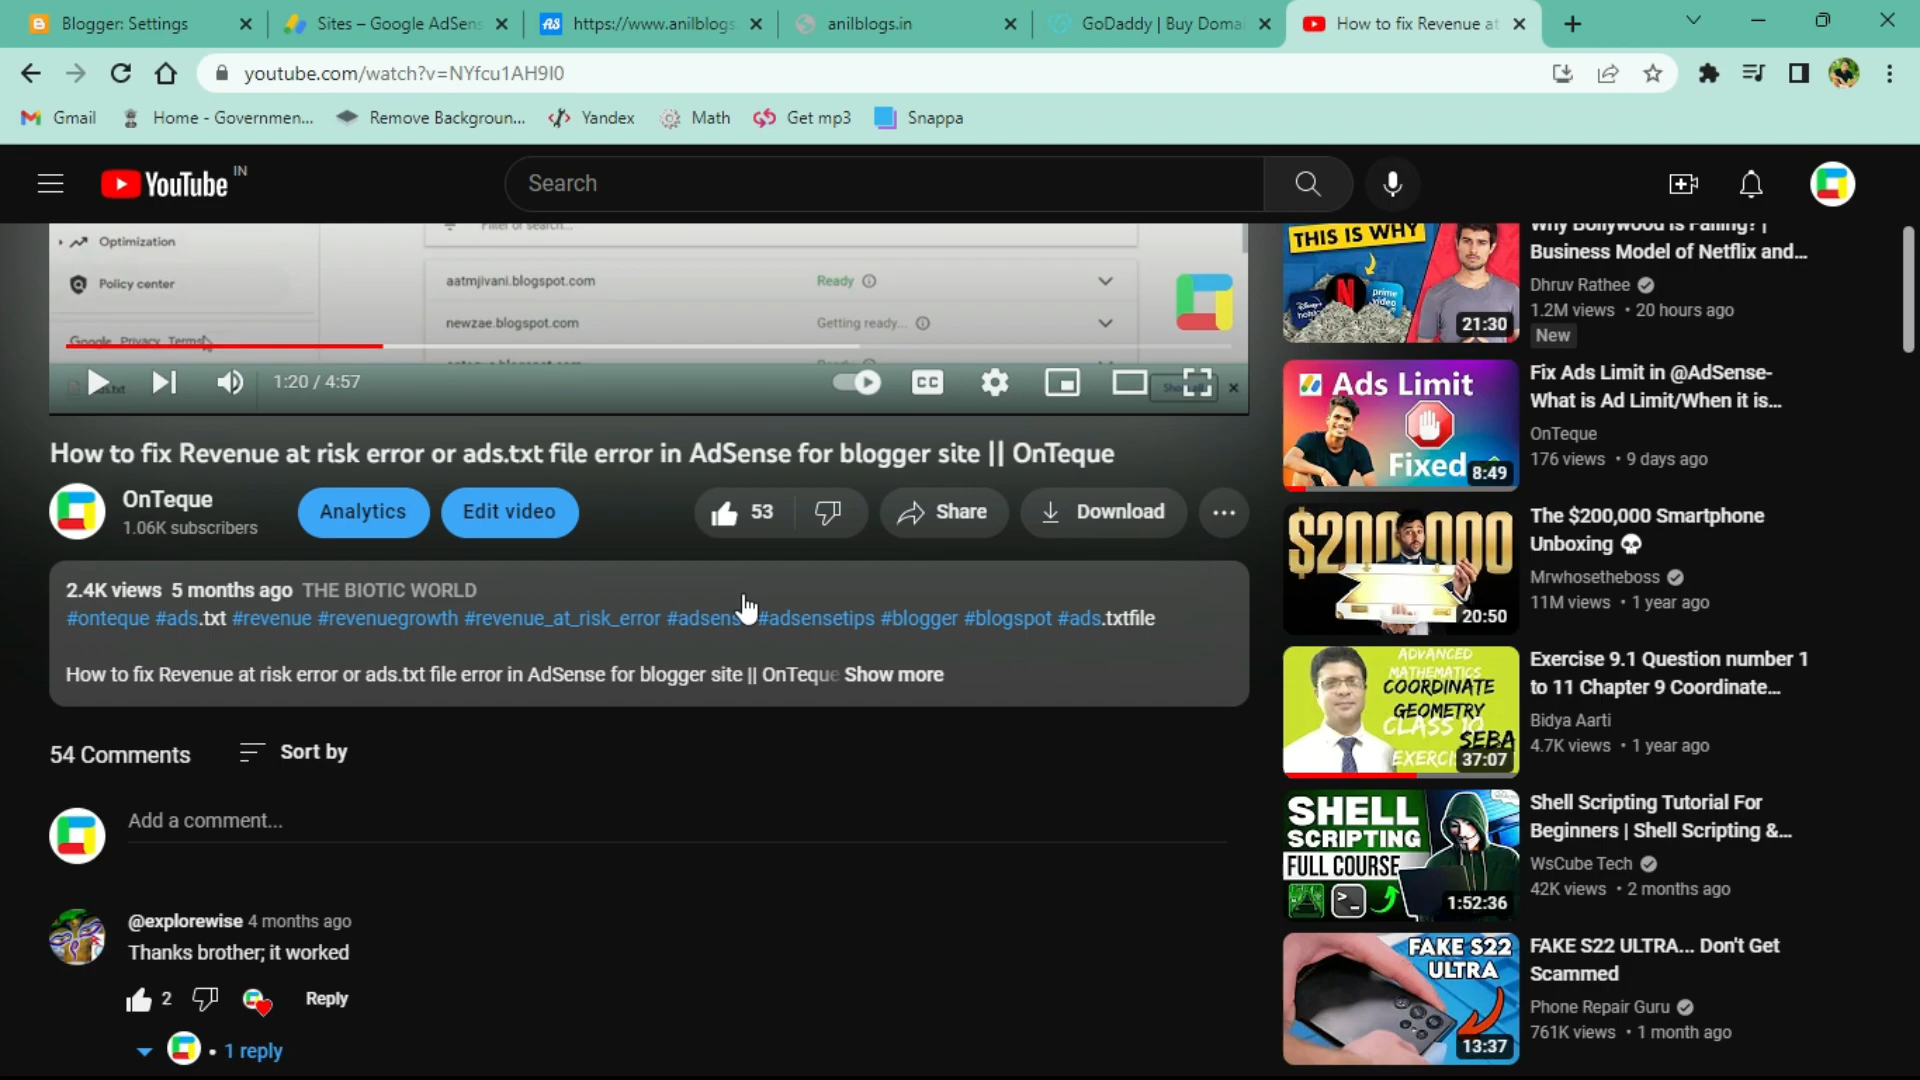 Blogger: Settings
Sites – Google AdSens
https://www.anilblogs.
anilblogs.in
GoDaddy | Buy Domai
How to fix Revenue at
youtube.com/watch?v=NYfcu1AH9I0
Gmail
Home - Governmen...
Remove Backgroun...
Yandex
Math
Get mp3
Snappa
YouTube IN
Search
Optimization
Policy center
Google Privacy Terms
Filter or search...
aatmjivani.blogspot.com
Ready
newzae.blogspot.com
Getting ready...
1:20 / 4:57
CC
How to fix Revenue at risk error or ads.txt file error in AdSense for blogger site || OnTeque
OnTeque
1.06K subscribers
Analytics
Edit video
53
Share
Download
2.4K views 5 months ago THE BIOTIC WORLD
#onteque #ads.txt #revenue #revenuegrowth #revenue_at_risk_error #adsens #adsensetips #blogger #blogspot #ads.txtfile
How to fix Revenue at risk error or ads.txt file error in AdSense for blogger site || OnTeque Show more
54 Comments
Sort by
Add a comment...
@explorewise 4 months ago
Thanks brother; it worked
2
Reply
1 reply
THIS IS WHY
21:30
Why Bollywood is Failing? |
Business Model of Netflix and...
Dhruv Rathee
1.2M views • 20 hours ago
New
Ads Limit
Fixed
8:49
Fix Ads Limit in @AdSense-
What is Ad Limit/When it is...
OnTeque
176 views • 9 days ago
$200,000
20:50
The $200,000 Smartphone
Unboxing
Mrwhosetheboss
11M views • 1 year ago
ADVANCED
MATHEMATICS
COORDINATE
GEOMETRY
CLASS 10
SEBA
37:07
Exercise 9.1 Question number 1
to 11 Chapter 9 Coordinate...
Bidya Aarti
4.7K views • 1 year ago
SHELL
SCRIPTING
FULL COURSE
1:52:36
Shell Scripting Tutorial For
Beginners | Shell Scripting &...
WsCube Tech
42K views • 2 months ago
FAKE S22
ULTRA
13:37
FAKE S22 ULTRA... Don't Get
Scammed
Phone Repair Guru
761K views • 1 month ago